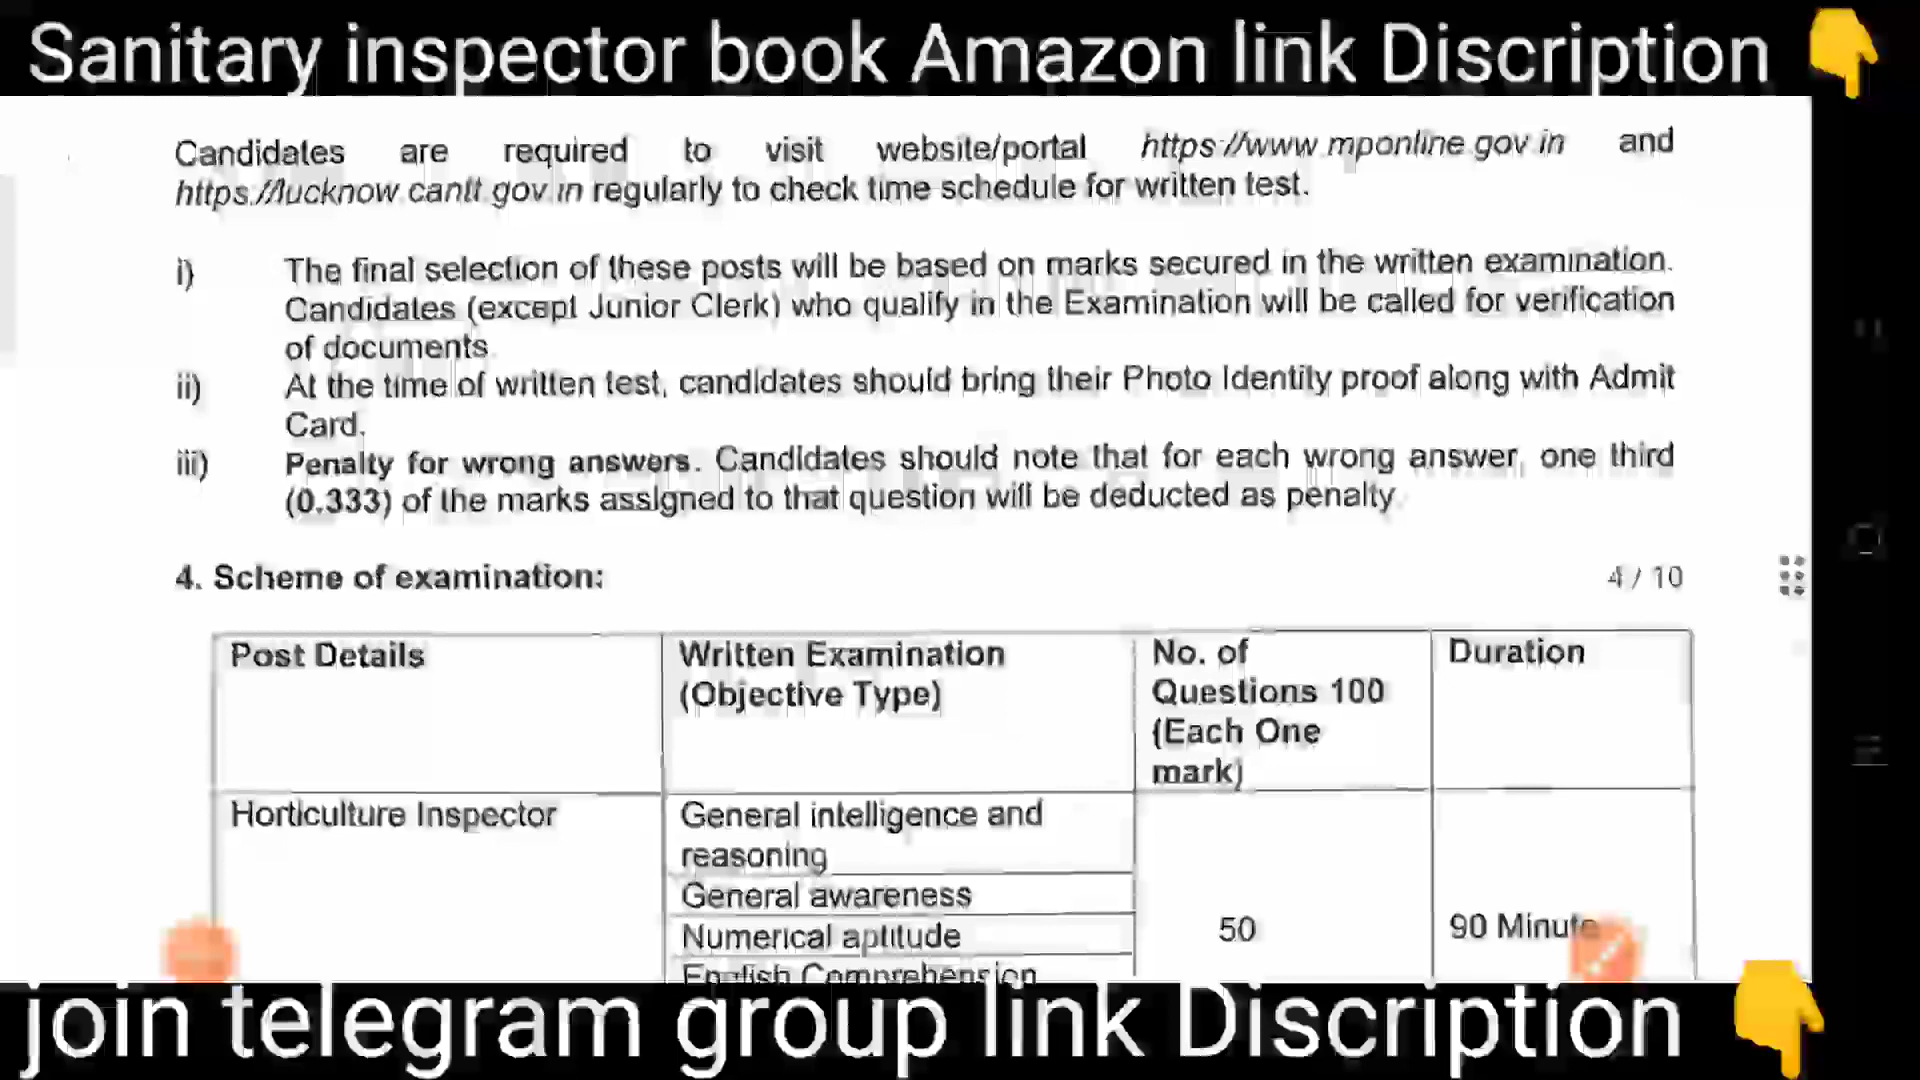 Sanitary inspector book Amazon link Discription 👇
Candidates are required to visit website/portal https://www.mponline.gov.in and
https://lucknow.cantt.gov.in regularly to check time schedule for written test.
i) The final selection of these posts will be based on marks secured in the written examination.
Candidates (except Junior Clerk) who qualify in the Examination will be called for verification
of documents.
ii) At the time of written test, candidates should bring their Photo Identity proof along with Admit
Card.
iii) Penalty for wrong answers. Candidates should note that for each wrong answer, one third
(0.333) of the marks assigned to that question will be deducted as penalty.
4. Scheme of examination:
4 / 10
Post Details
Written Examination
(Objective Type)
No. of
Questions 100
(Each One
mark)
Duration
Horticulture Inspector
General intelligence and
reasoning
General awareness
Numerical aptitude
English Comprehension
50
90 Minute
join telegram group link Discription 👇